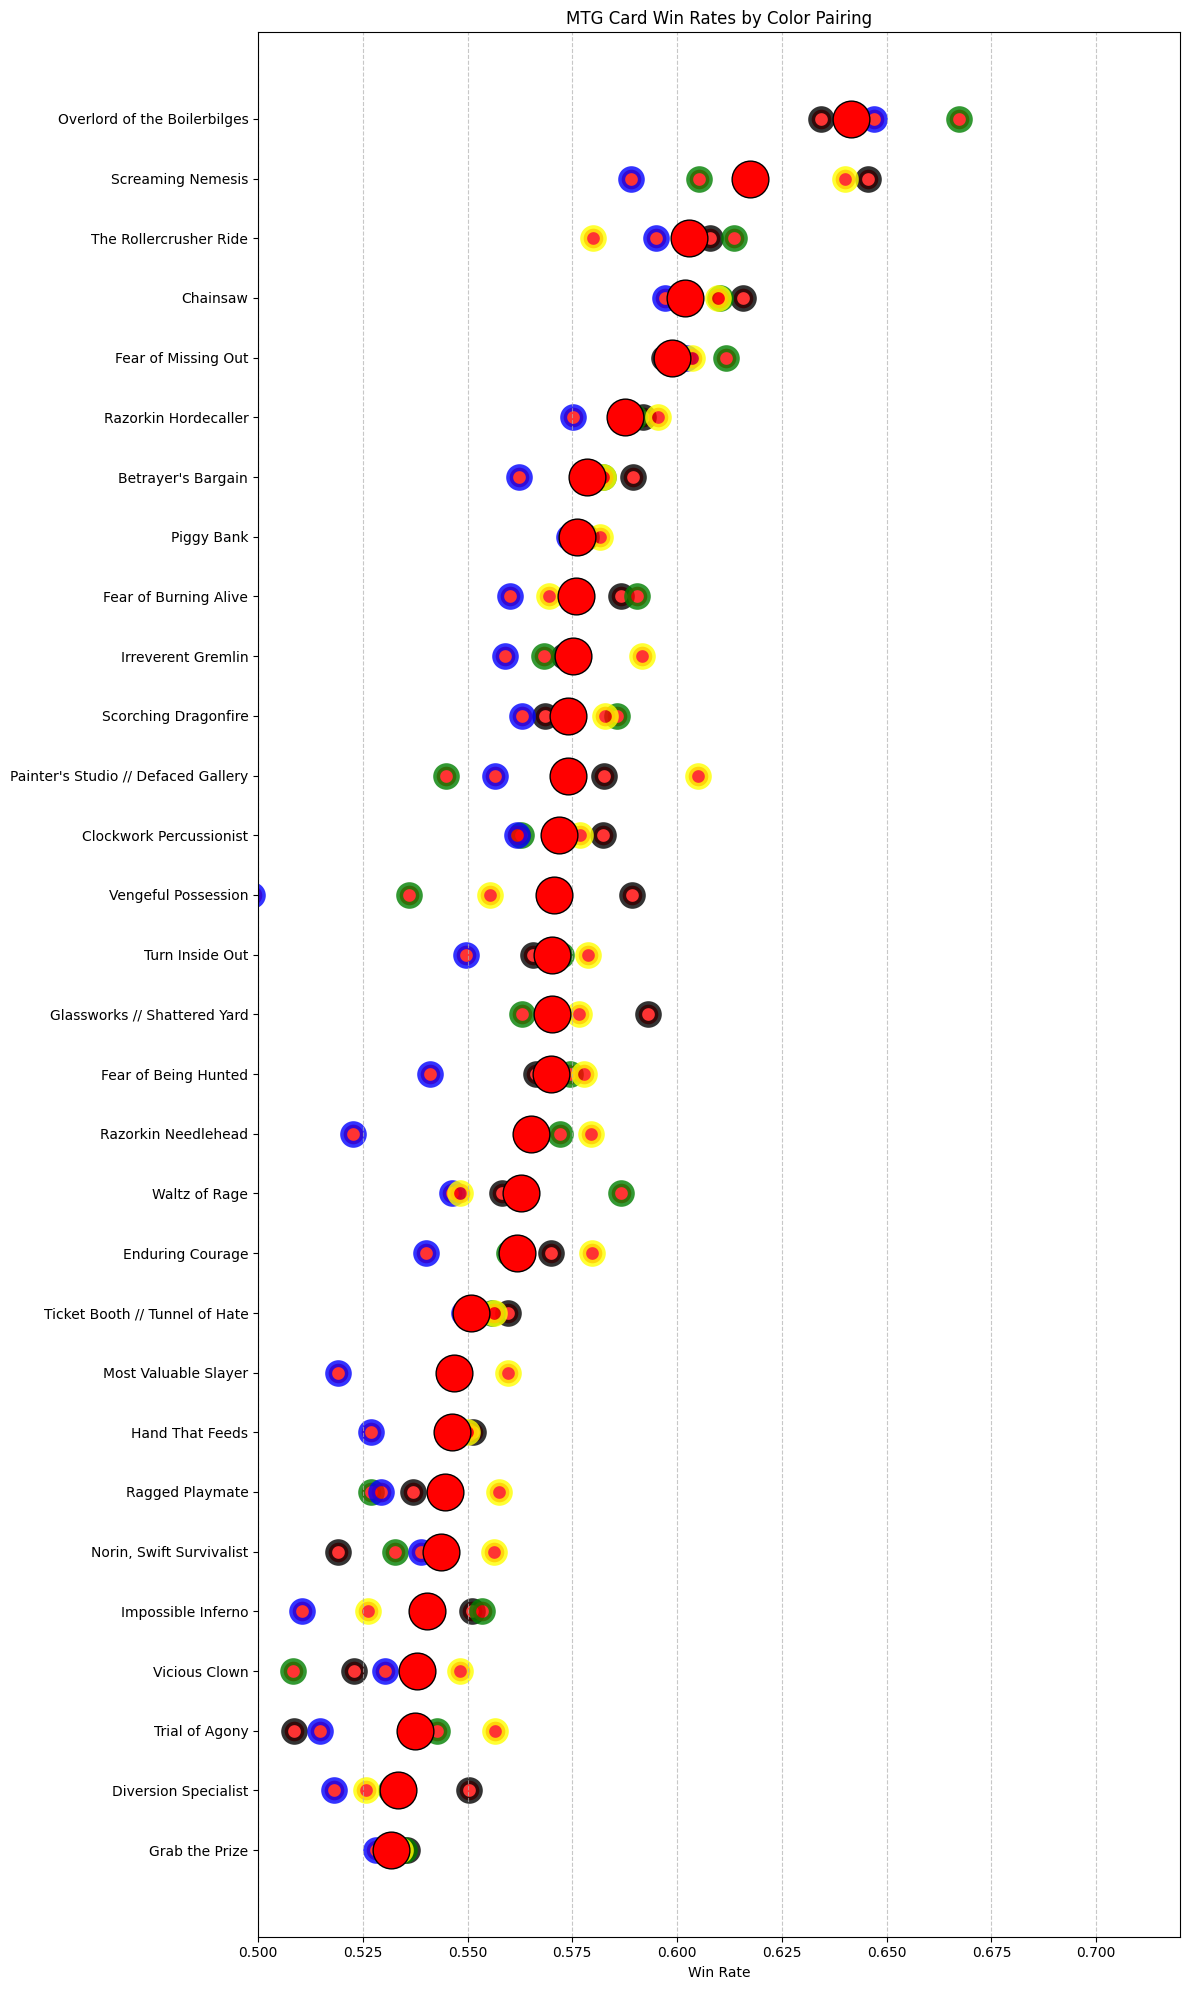 MTG Card Win Rates by Color Pairing
Overlord of the Boilerbilges
Screaming Nemesis
The Rollercrusher Ride
Chainsaw
Fear of Missing Out
Razorkin Hordecaller
Betrayer's Bargain
Piggy Bank
Fear of Burning Alive
Irreverent Gremlin
Scorching Dragonfire
Painter's Studio // Defaced Gallery
Clockwork Percussionist
Vengeful Possession
Turn Inside Out
Glassworks // Shattered Yard
Fear of Being Hunted
Razorkin Needlehead
Waltz of Rage
Enduring Courage
Ticket Booth // Tunnel of Hate
Most Valuable Slayer
Hand That Feeds
Ragged Playmate
Norin, Swift Survivalist
Impossible Inferno
Vicious Clown
Trial of Agony
Diversion Specialist
Grab the Prize
0.500 0.525 0.550 0.575 0.600 0.625 0.650 0.675 0.700
Win Rate